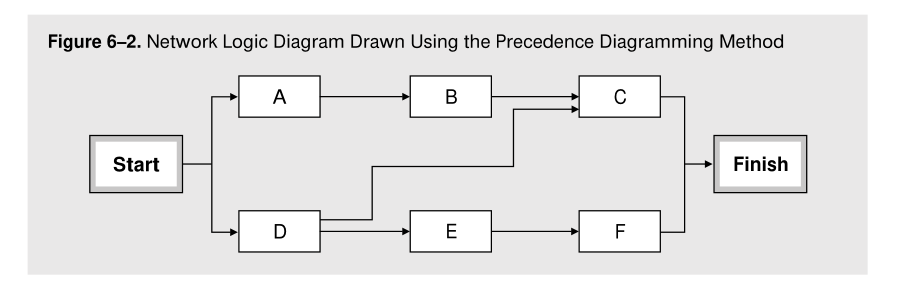 Figure 6–2. Network Logic Diagram Drawn Using the Precedence Diagramming Method
A
B
C
Start
Finish
D
E
F